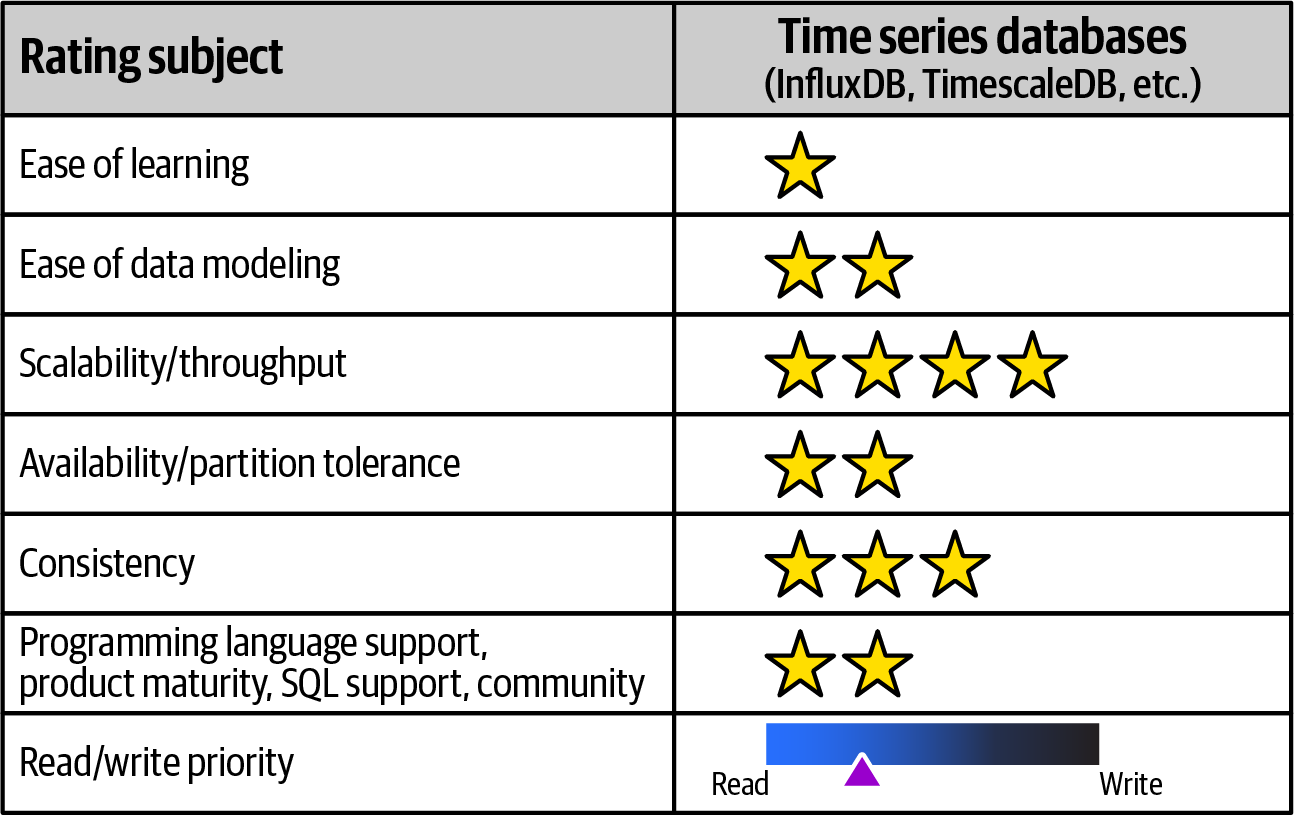 Rating subject
Time series databases
(InfluxDB, TimescaleDB, etc.)
Ease of learning
Ease of data modeling
Scalability/throughput
Availability/partition tolerance
Consistency
Programming language support,
product maturity, SQL support, community
Read/write priority
Read
Write